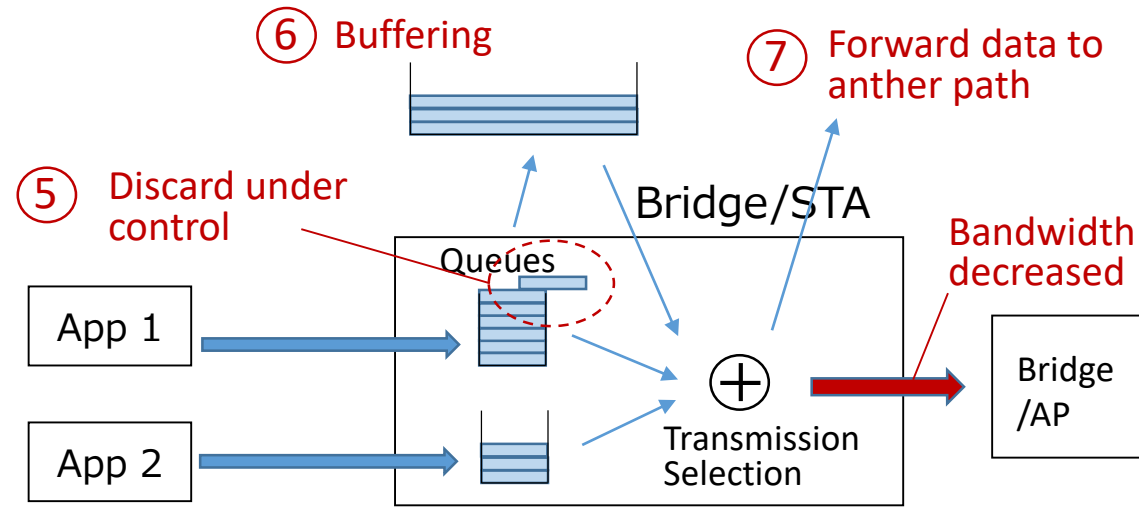 ⑥ Buffering
⑦ Forward data to
anther path
⑤ Discard under
control
Bridge/STA
Bandwidth
decreased
Queues
App 1
App 2
Transmission
Selection
Bridge
/AP